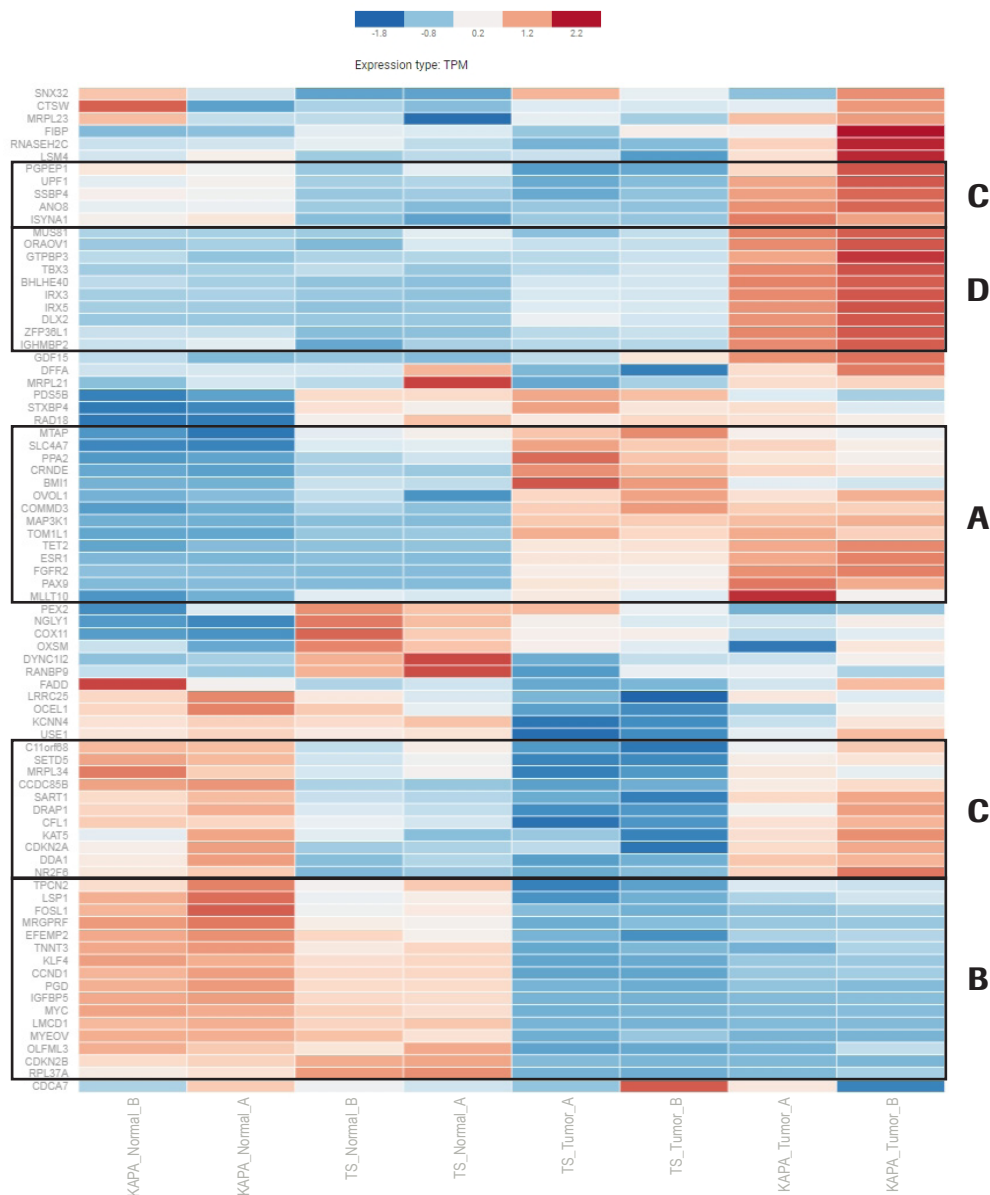 -1.8 -0.8 0.2 1.2 2.2
Expression type: TPM
SNX32
CTSW
MRPL23
FIBP
RNASEH2C
LSM4
PGPEP1
UPF1
SSBP4
ANO8
ISYNA1
C
MUS81
ORAOV1
GTPBP3
TBX3
BHLHE40
IRX3
IRX5
DLX2
ZFP36L1
IGHMBP2
D
GDF15
DFFA
MRPL21
PDS5B
STXBP4
RAD18
MTAP
SLC4A7
PPA2
CRNDE
BMI1
OVOL1
COMMD3
MAP3K1
TOM1L1
TET2
ESR1
FGFR2
PAX9
MLLT10
A
PEX2
NGLY1
COX11
OXSM
DYNC1I2
RANBP9
FADD
LRRC25
OCEL1
KCNN4
USE1
C11orf68
SETD5
MRPL34
CCDC85B
SART1
DRAP1
CFL1
KAT5
CDKN2A
DDA1
NR2F6
C
TPCN2
LSP1
FOSL1
MRGPRF
EFEMP2
TNNT3
KLF4
CCND1
PGD
IGFBP5
MYC
LMCD1
MYEOV
OLFML3
CDKN2B
RPL37A
B
CDCA7
KAPA_Normal_B
KAPA_Normal_A
TS_Normal_B
TS_Normal_A
TS_Tumor_A
TS_Tumor_B
KAPA_Tumor_A
KAPA_Tumor_B